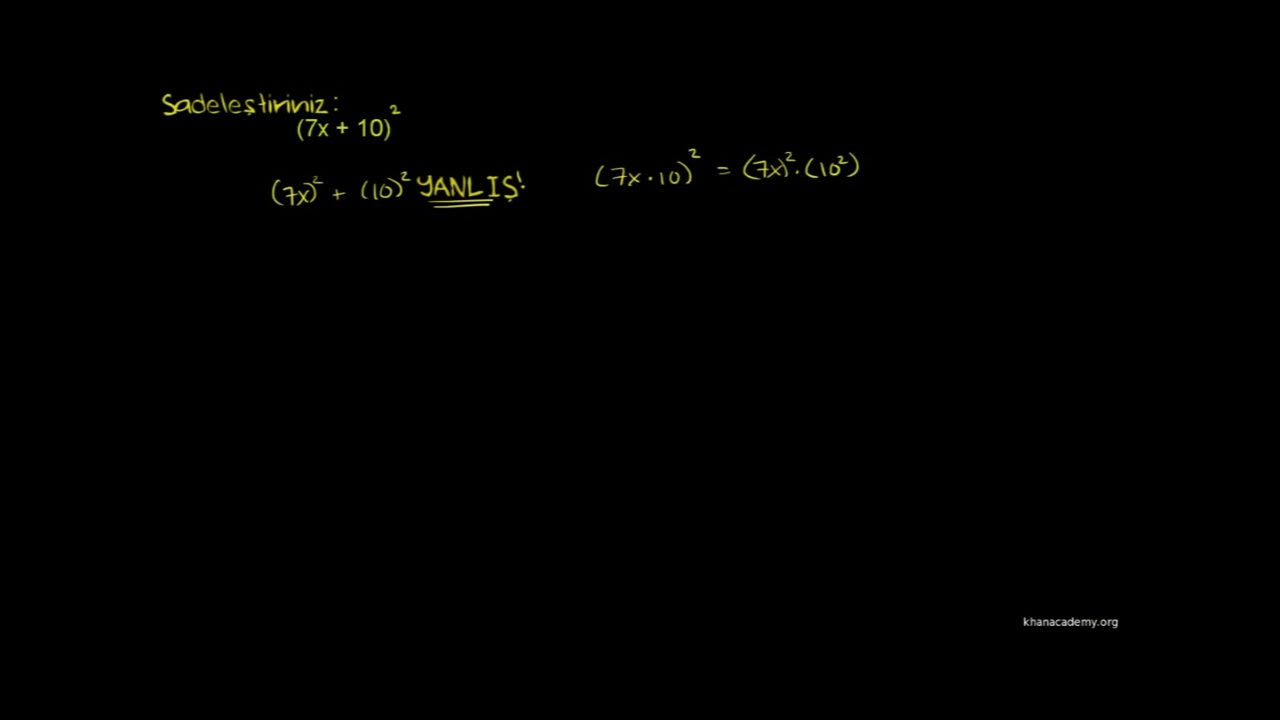 Sadeleştiriniz:
(7x + 10)²
(7x)² + (10)² YANLIŞ!
(7x·10)² = (7x)²·(10²)
khanacademy.org